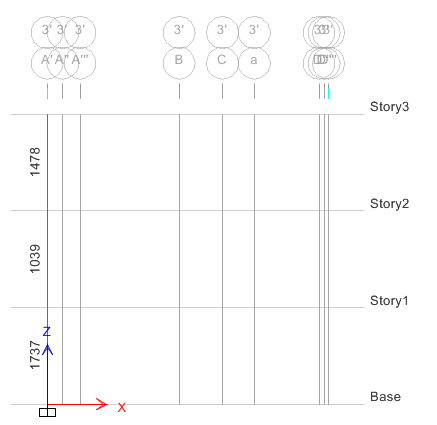 3' 3' 3' 3' 3' 3'
A' A" A'" B C a
Story3
1478
Story2
1039
Story1
Z
1737
Base
X